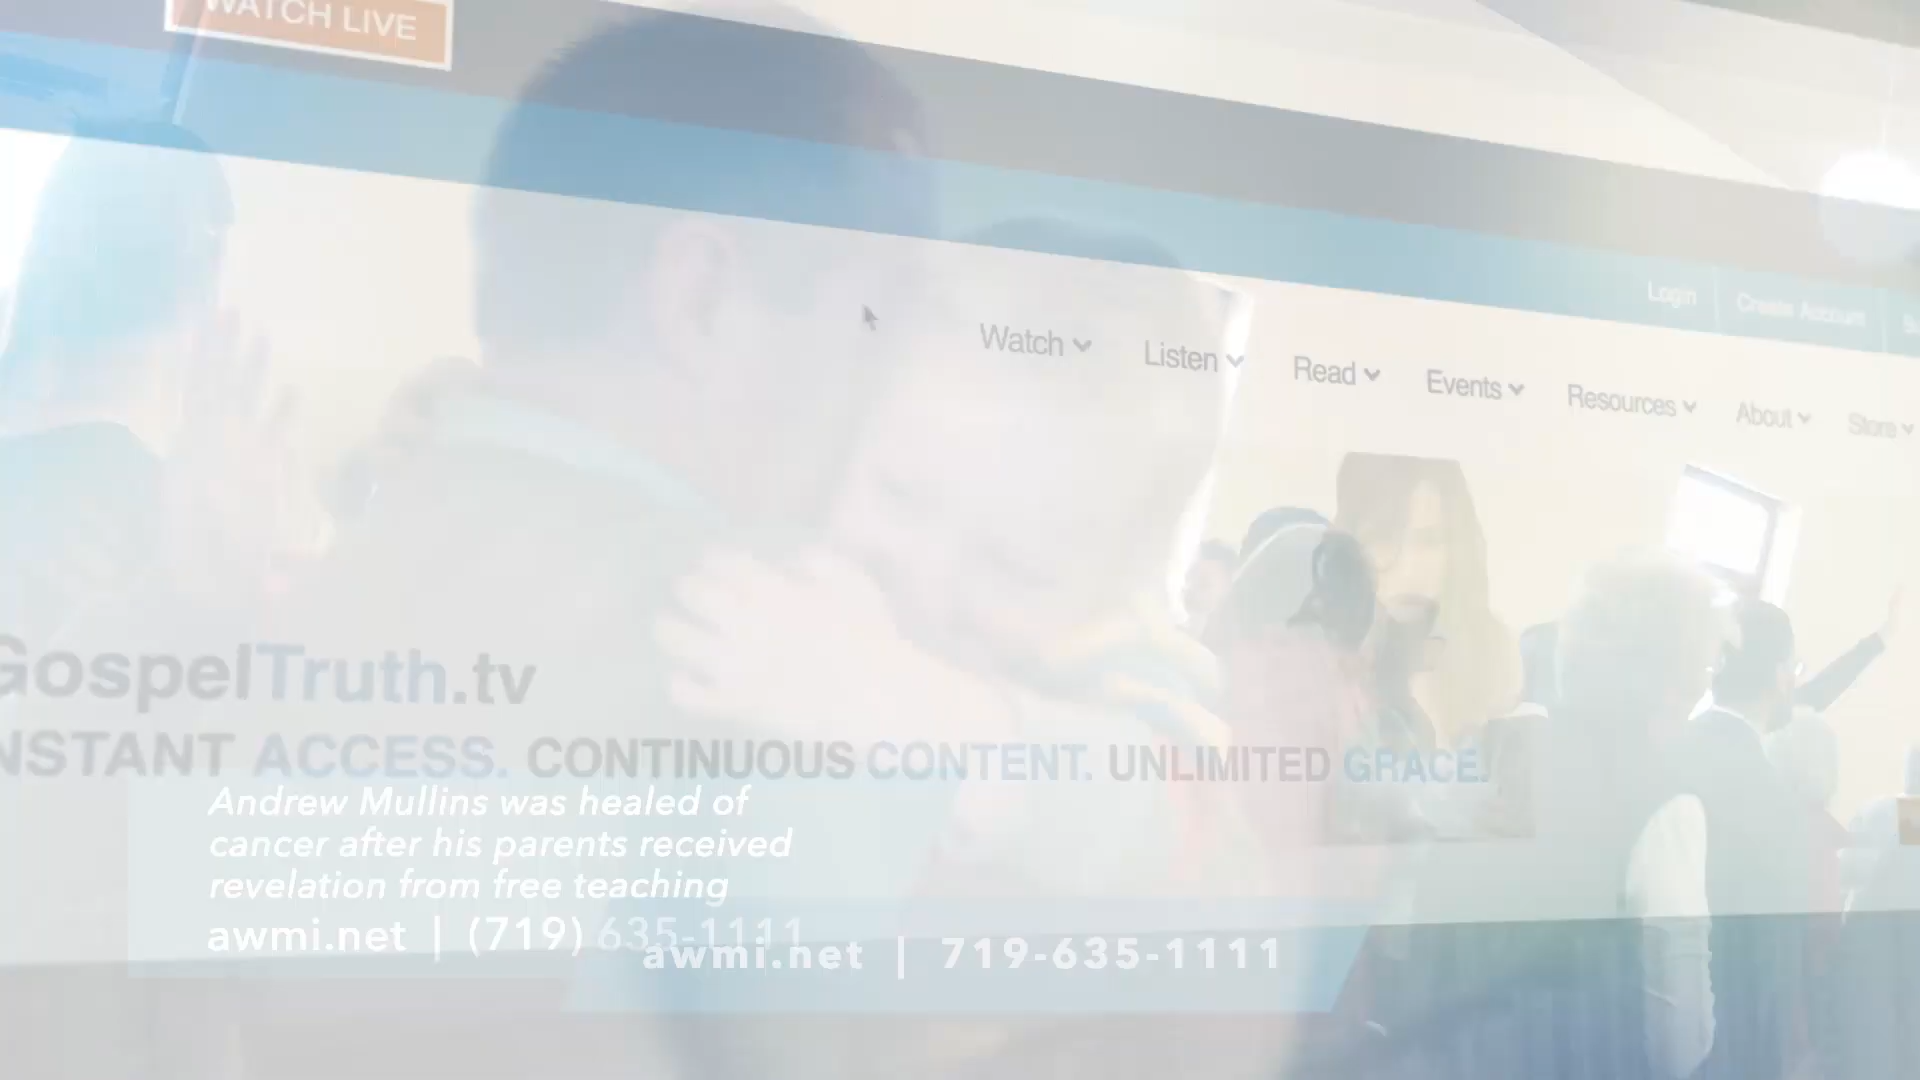 WATCH LIVE
Login
Create Account
Watch
Listen
Read
Events
Resources
About
Store
GospelTruth.tv
INSTANT ACCESS. CONTINUOUS CONTENT. UNLIMITED GRACE.
Andrew Mullins was healed of
cancer after his parents received
revelation from free teaching
awmi.net | (719) 635-1111
awmi.net | 719-635-1111